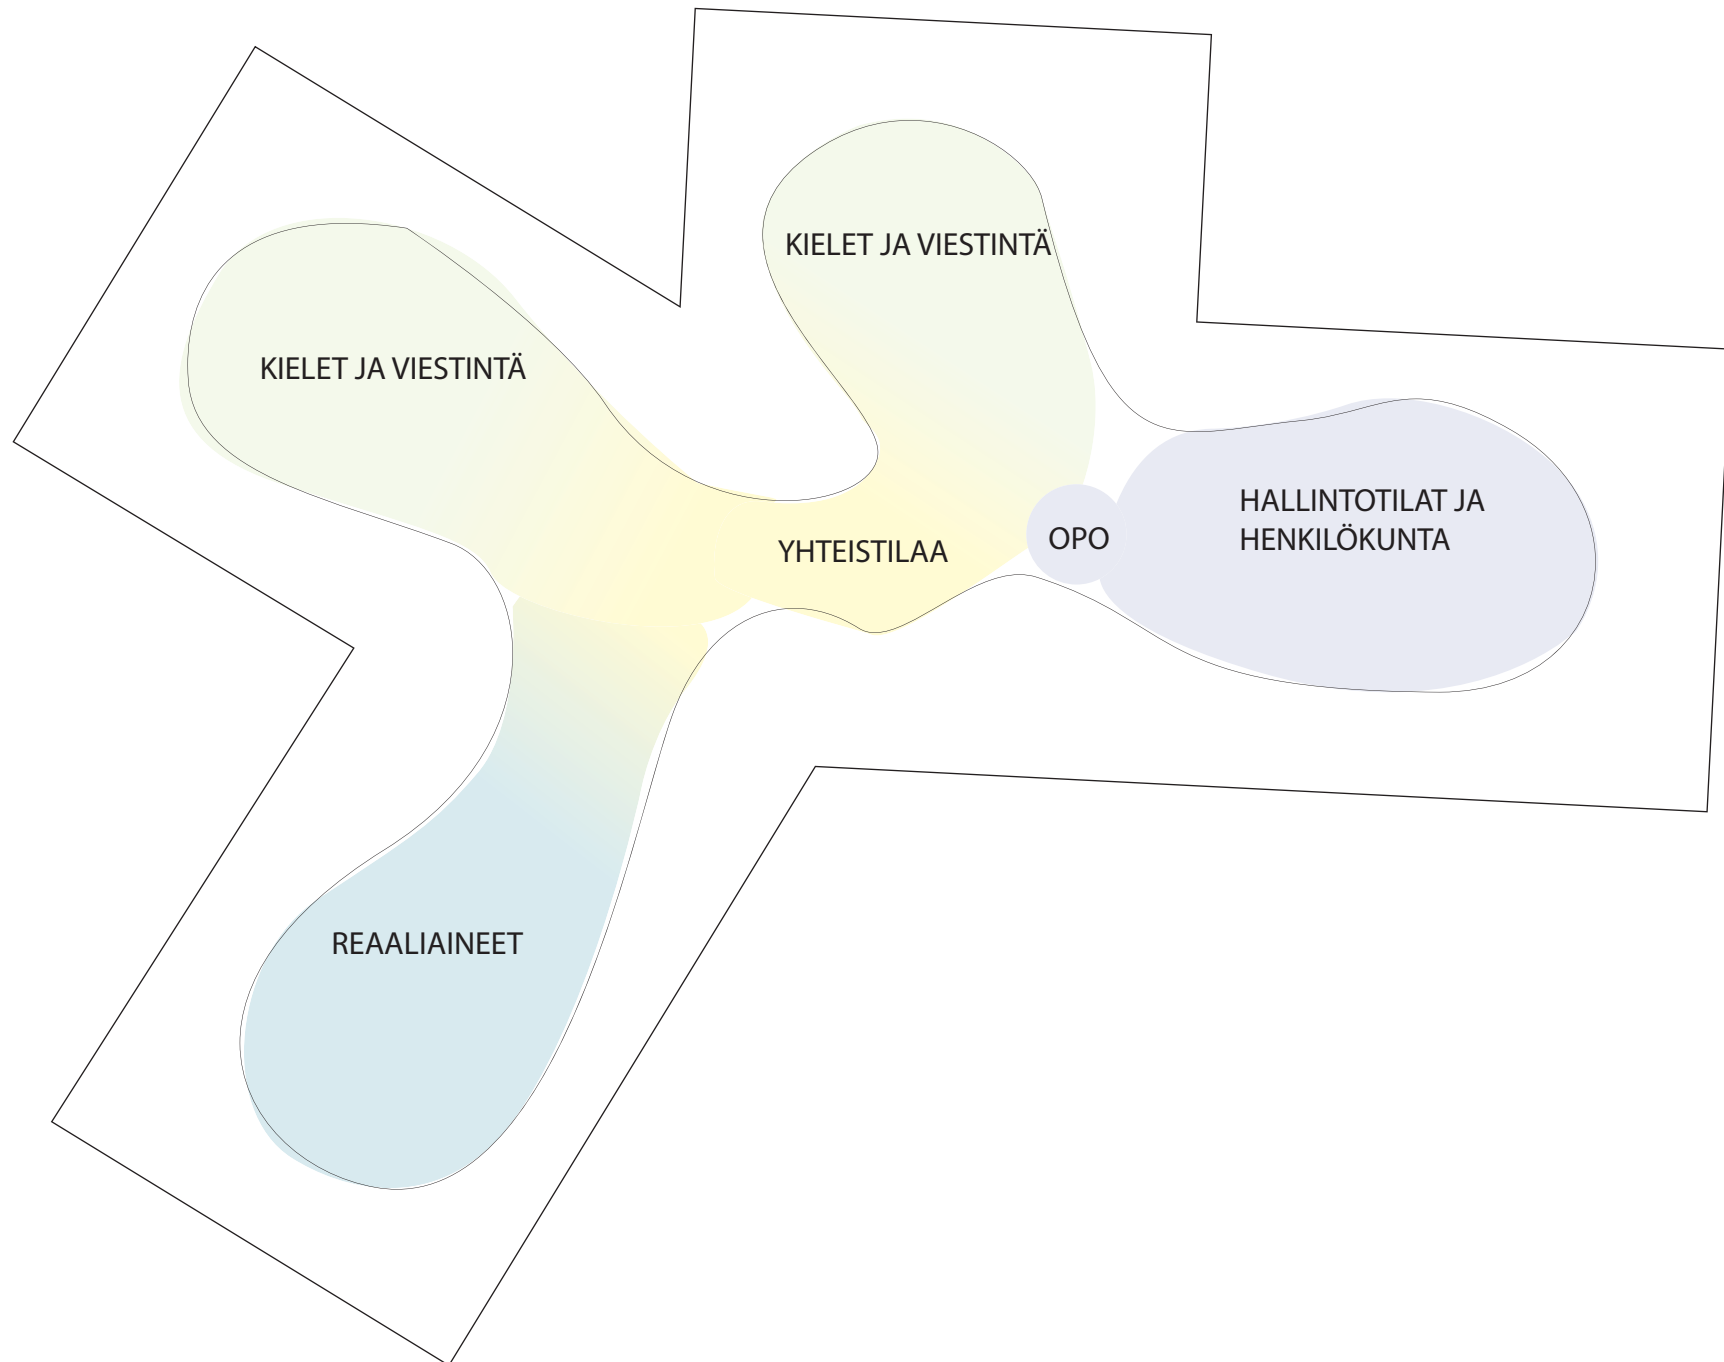 KIELET JA VIESTINTÄ
KIELET JA VIESTINTÄ
HALLINTOTILAT JA
HENKILÖKUNTA
OPO
YHTEISTILAA
REAALIAINEET